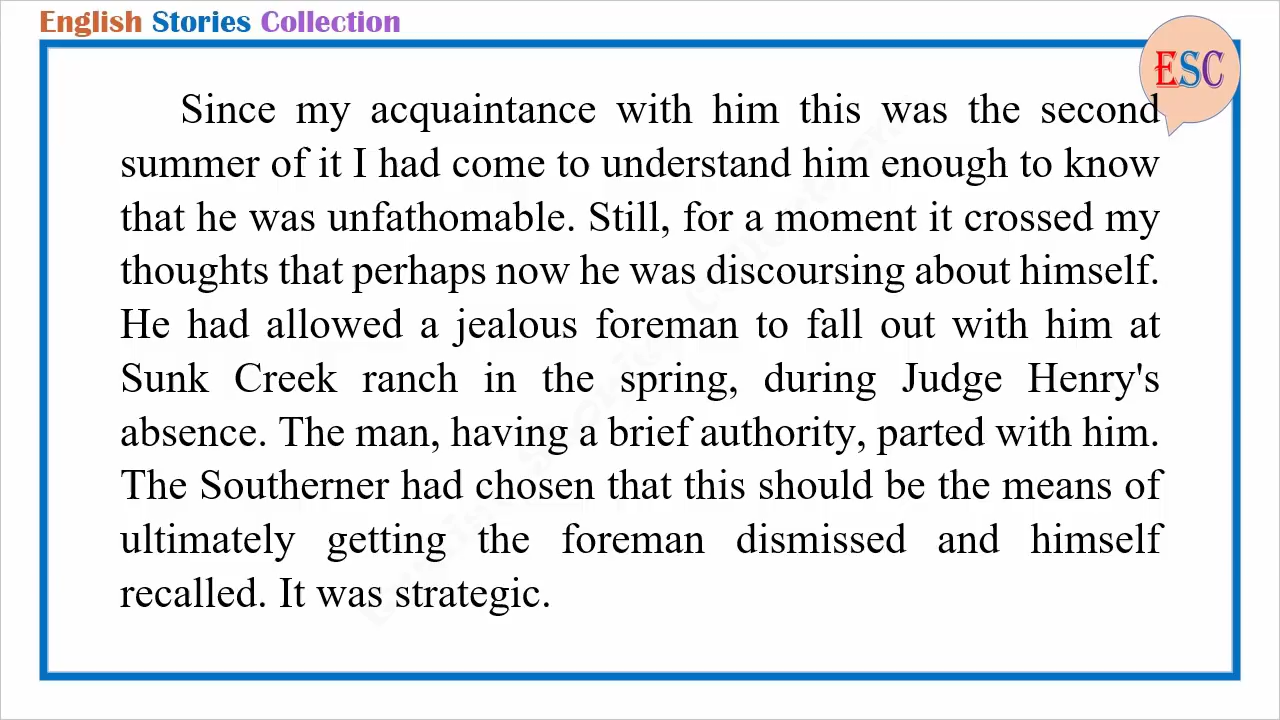 English Stories Collection
ESC
Since my acquaintance with him this was the second
summer of it I had come to understand him enough to know
that he was unfathomable. Still, for a moment it crossed my
thoughts that perhaps now he was discoursing about himself.
He had allowed a jealous foreman to fall out with him at
Sunk Creek ranch in the spring, during Judge Henry's
absence. The man, having a brief authority, parted with him.
The Southerner had chosen that this should be the means of
ultimately getting the foreman dismissed and himself
recalled. It was strategic.